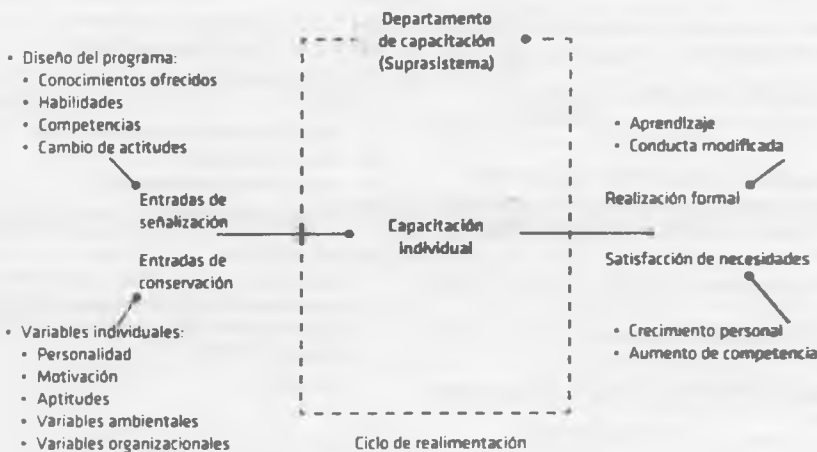 Departamento
de capacitación
(Suprasistema)
• Diseño del programa:
• Conocimientos ofrecidos
• Habilidades
• Competencias
• Cambio de actitudes
Entradas de
señalización
Entradas de
conservación
• Variables individuales:
• Personalidad
• Motivación
• Aptitudes
• Variables ambientales
• Variables organizacionales
Capacitación
individual
• Aprendizaje
• Conducta modificada
Realización formal
Satisfacción de necesidades
• Crecimiento personal
• Aumento de competencia
Ciclo de realimentación